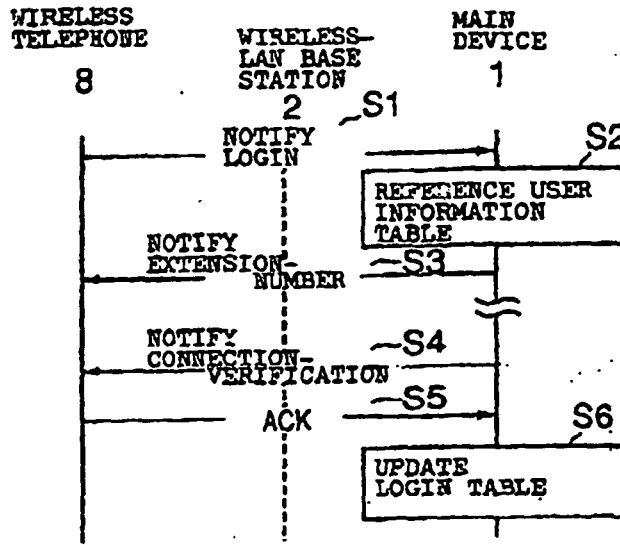 WIRELESS
TELEPHONE
8
WIRELESS-
LAN BASE
STATION
2
MAIN
DEVICE
1
S1
NOTIFY
LOGIN
S2
REFERENCE USER
INFORMATION
TABLE
NOTIFY
EXTENSION-
NUMBER
S3
NOTIFY
CONNECTION-
VERIFICATION
S4
ACK
S5
S6
UPDATE
LOGIN TABLE